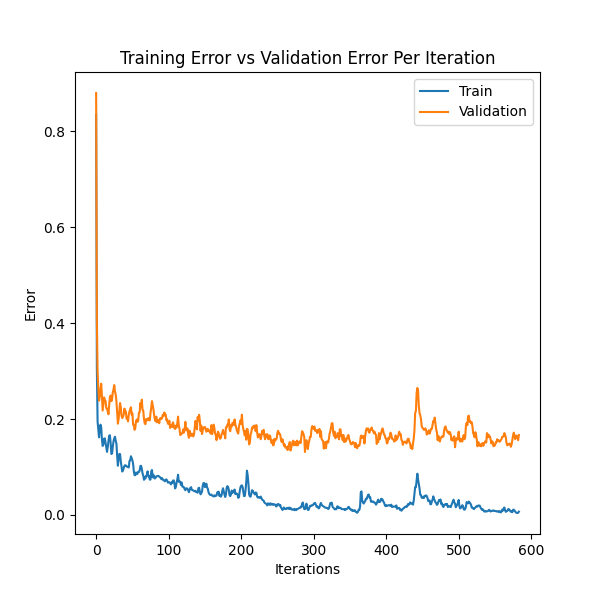 Training Error vs Validation Error Per Iteration
Train
Validation
Error
0.8
0.6
0.4
0.2
0.0
0 100 200 300 400 500 600
Iterations